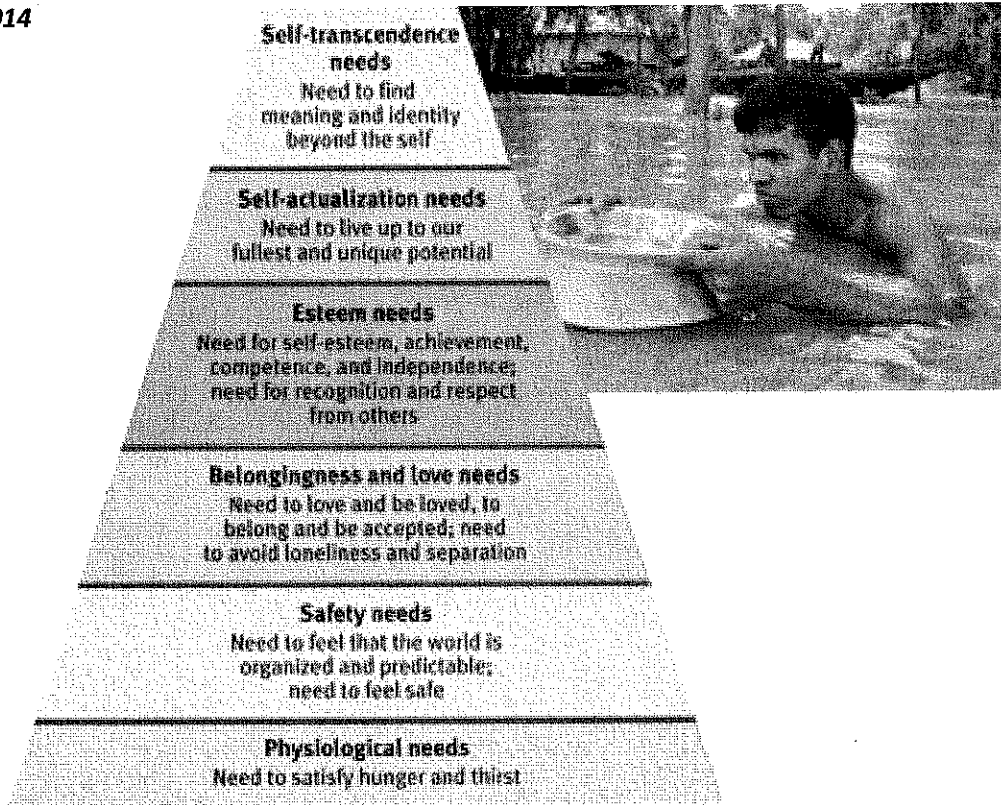 014
Self-transcendence
needs
Need to find
meaning and identity
beyond the self
Self-actualization needs
Need to live up to our
fullest and unique potential
Esteem needs
Need for self-esteem, achievement,
competence, and independence;
need for recognition and respect
from others
Belongingness and love needs
Need to love and be loved, to
belong and be accepted; need
to avoid loneliness and separation
Safety needs
Need to feel that the world is
organized and predictable;
need to feel safe
Physiological needs
Need to satisfy hunger and thirst